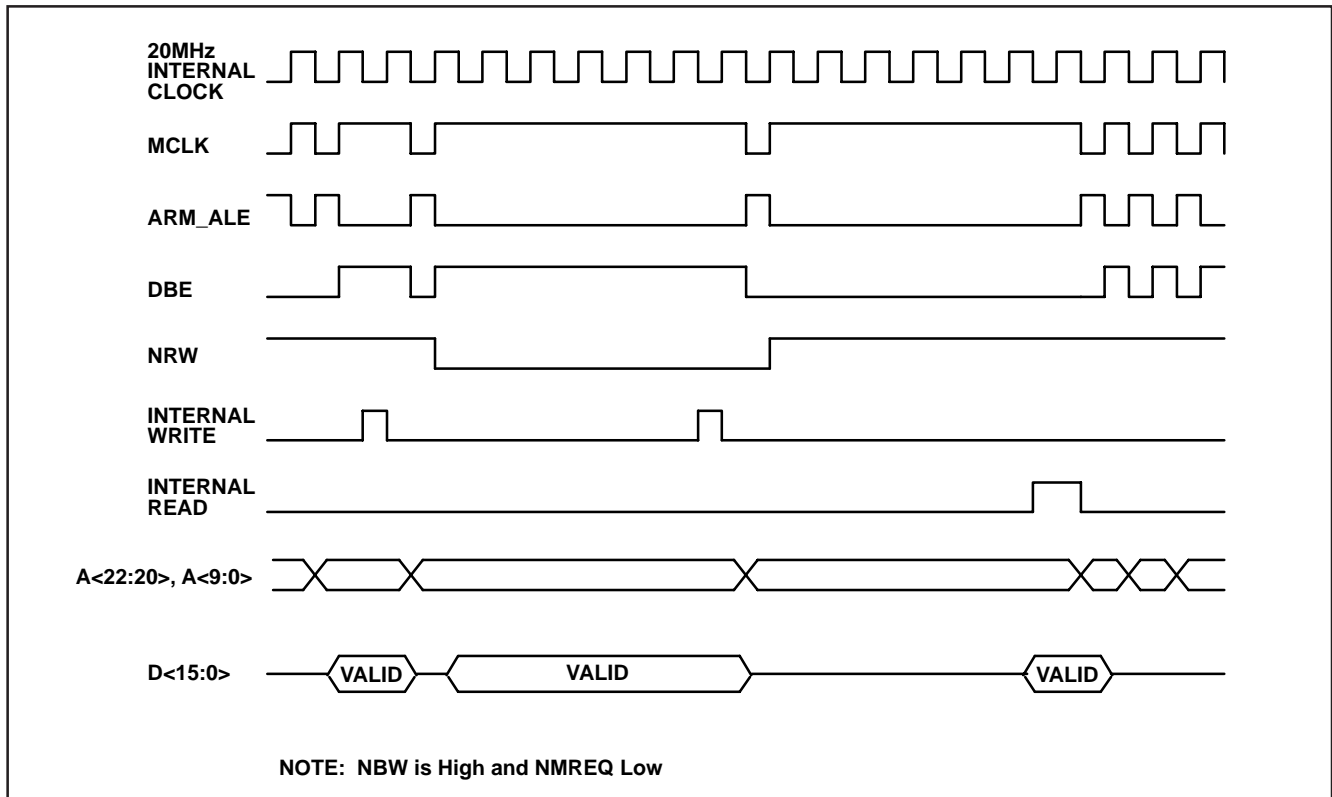 20MHz
INTERNAL
CLOCK
MCLK
ARM_ALE
DBE
NRW
INTERNAL
WRITE
INTERNAL
READ
A<22:20>, A<9:0>
D<15:0>
VALID
VALID
VALID
NOTE: NBW is High and NMREQ Low